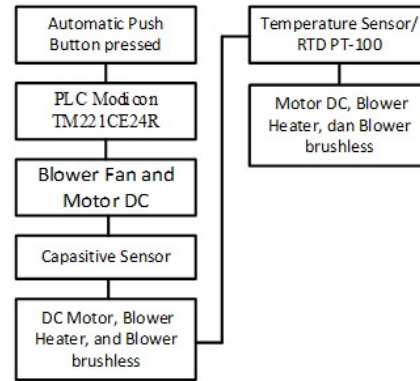 Automatic Push
Button pressed
PLC Modicon
TM221CE24R
Blower Fan and
Motor DC
Capasitive Sensor
DC Motor, Blower
Heater, and Blower
brushless
Temperature Sensor/
RTD PT-100
Motor DC, Blower
Heater, dan Blower
brushless